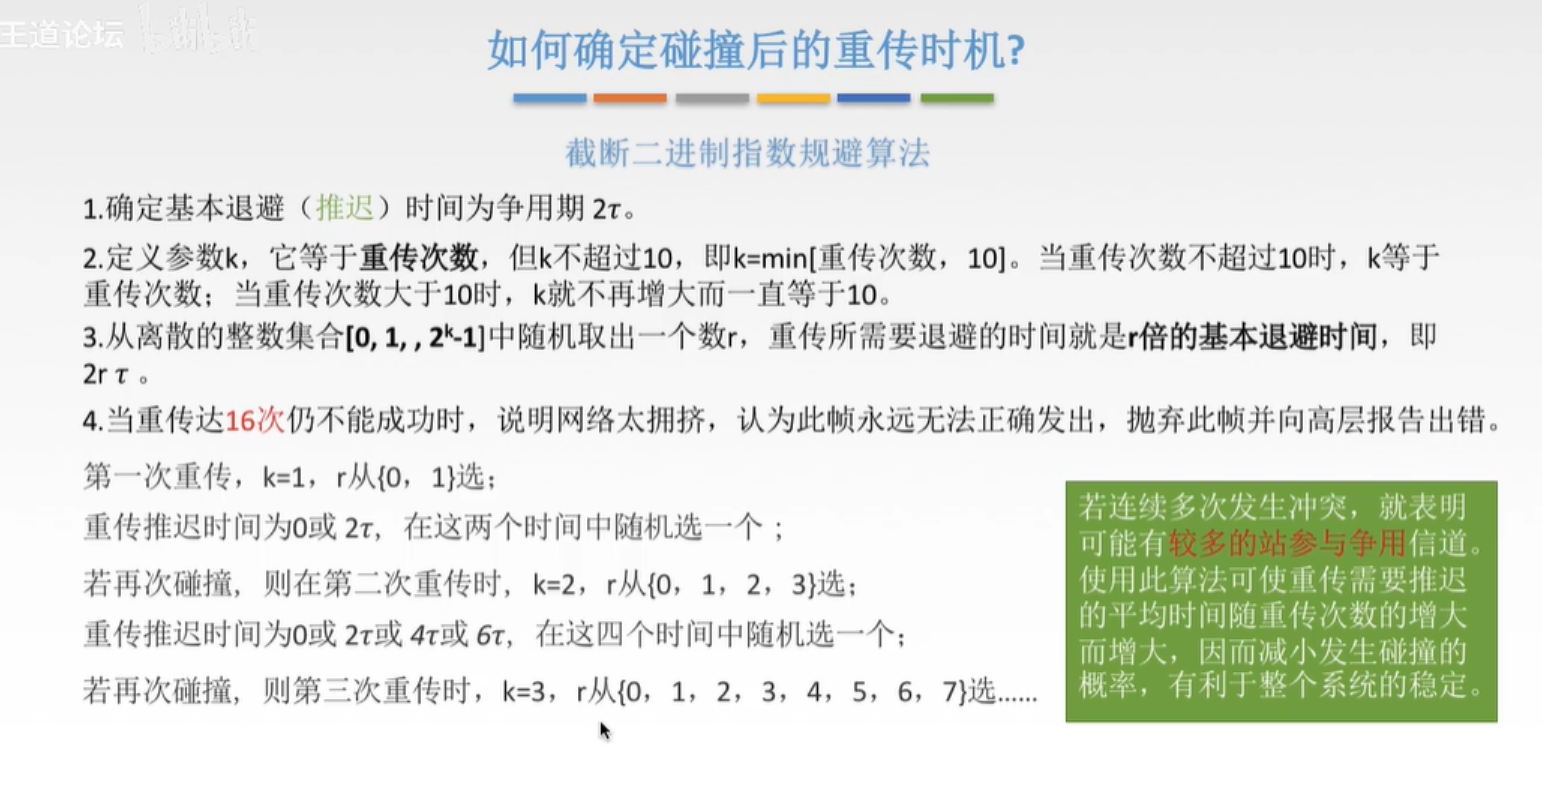 王道论坛
如何确定碰撞后的重传时机?
截断二进制指数规避算法
1.确定基本退避（推迟）时间为争用期 2τ。
2.定义参数k，它等于重传次数，但k不超过10，即k=min[重传次数，10]。当重传次数不超过10时，k等于
重传次数；当重传次数大于10时，k就不再增大而一直等于10。
3.从离散的整数集合[0, 1, , 2ᵏ-1]中随机取出一个数r，重传所需要退避的时间就是r倍的基本退避时间，即
2r τ 。
4.当重传达16次仍不能成功时，说明网络太拥挤，认为此帧永远无法正确发出，抛弃此帧并向高层报告出错。
第一次重传，k=1，r从{0，1}选；
重传推迟时间为0或 2τ，在这两个时间中随机选一个；
若再次碰撞，则在第二次重传时，k=2，r从{0，1，2，3}选；
重传推迟时间为0或 2τ或 4τ或 6τ，在这四个时间中随机选一个；
若再次碰撞，则第三次重传时，k=3，r从{0，1，2，3，4，5，6，7}选……
若连续多次发生冲突，就表明
可能有较多的站参与争用信道。
使用此算法可使重传需要推迟
的平均时间随重传次数的增大
而增大，因而减小发生碰撞的
概率，有利于整个系统的稳定。